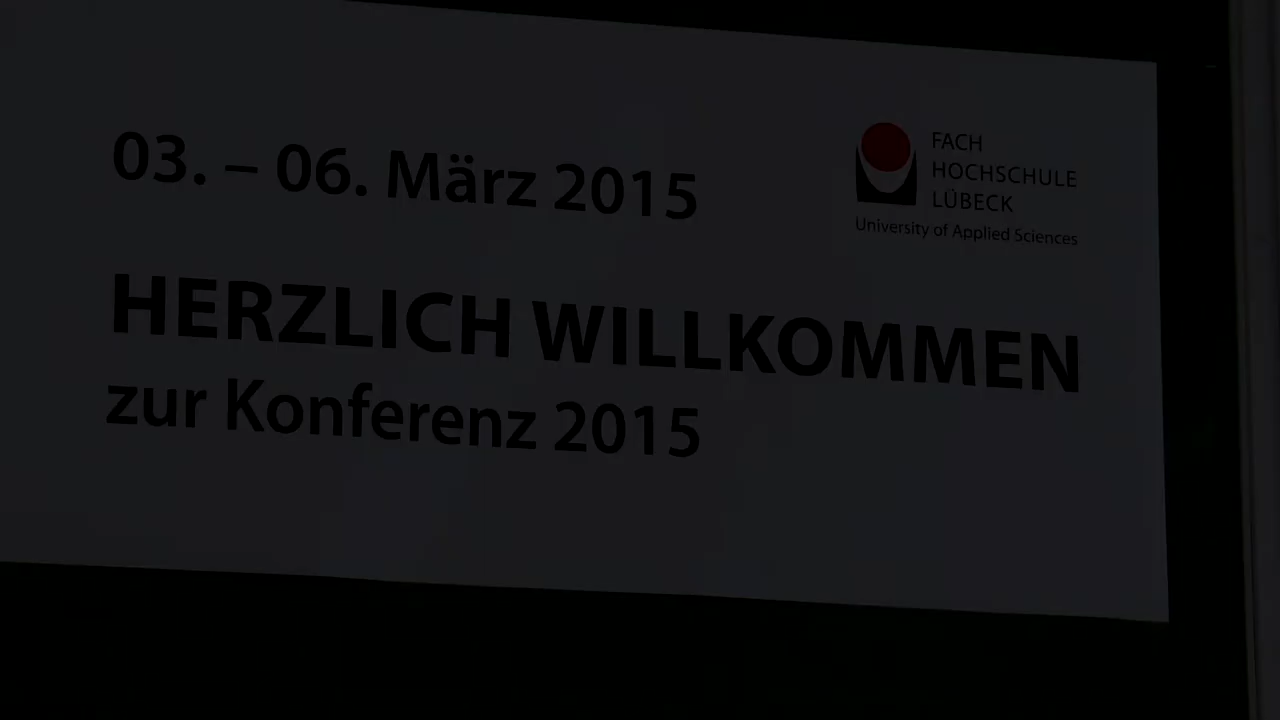 03. – 06. März 2015
FACH
HOCHSCHULE
LÜBECK
University of Applied Sciences
HERZLICH WILLKOMMEN
zur Konferenz 2015